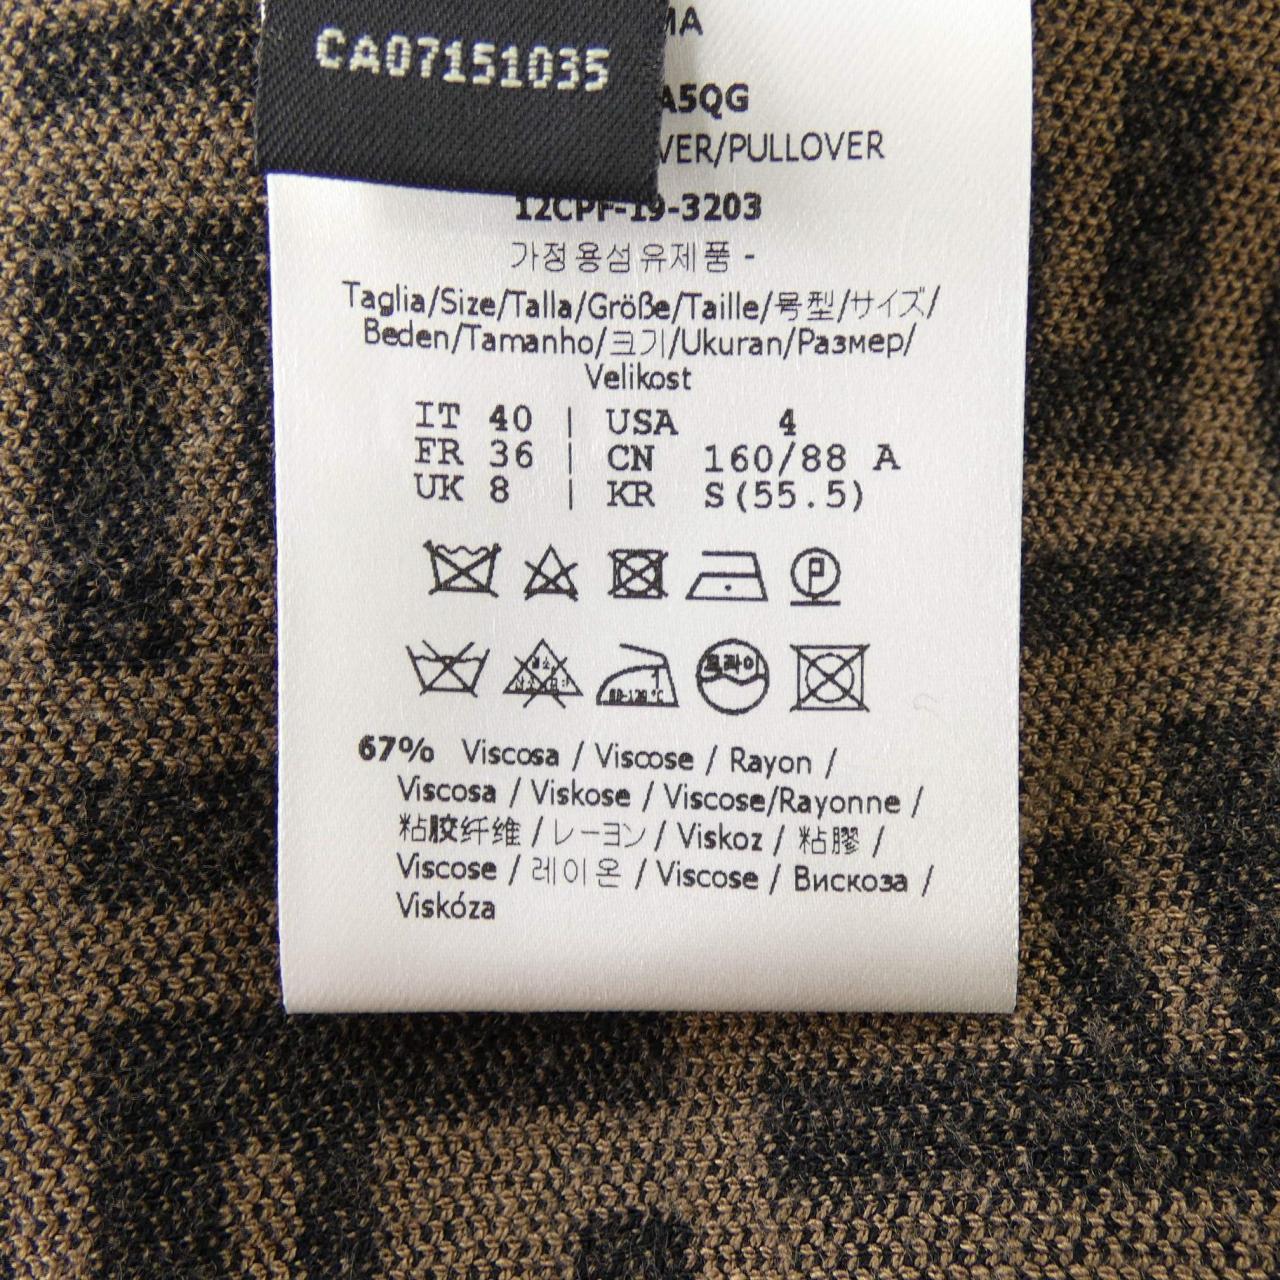 CA07151035
MA
A5QG
VER/PULLOVER
12CPF-19-3203
가정용섬유제품 -
Taglia/Size/Talla/Größe/Taille/号型/サイズ/
Beden/Tamanho/크기/Ukuran/Размер/
Velikost
IT 40 | USA 4
FR 36 | CN 160/88 A
UK 8 | KR S(55.5)
P
드라이
67% Viscosa / Viscose / Rayon /
Viscosa / Viskose / Viscose/Rayonne /
粘胶纤维 / レーヨン / Viskoz / 粘膠 /
Viscose / 레이온 / Viscose / Вискоза /
Viskóza